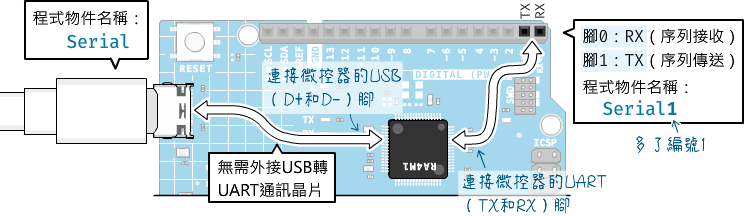 程式物件名稱：
Serial
RESET
SCL
SDA
REF
GND
13
12
~11
~10
~9
8
7
~6
~5
4
~3
2
TX
RX
DIGITAL (PW
連接微控器的USB
（D+和D-）腳
TX
SWD
ICSP
RA4M1
無需外接USB轉
UART通訊晶片
連接微控器的UART
（TX和RX）腳
腳0：RX（序列接收）
腳1：TX（序列傳送）
程式物件名稱：
Serial1
多了編號1